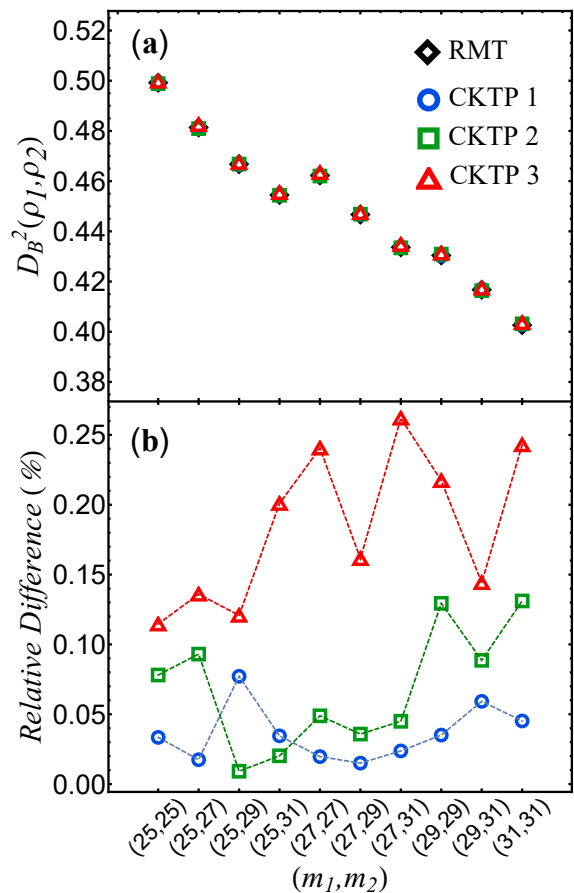 (a)
RMT
CKTP 1
CKTP 2
CKTP 3
D_B^2(ρ_1,ρ_2)
0.52
0.50
0.48
0.46
0.44
0.42
0.40
0.38
(b)
Relative Difference (%)
0.25
0.20
0.15
0.10
0.05
0.00
(25,25)
(25,27)
(25,29)
(25,31)
(27,27)
(27,29)
(27,31)
(29,29)
(29,31)
(31,31)
(m_1,m_2)